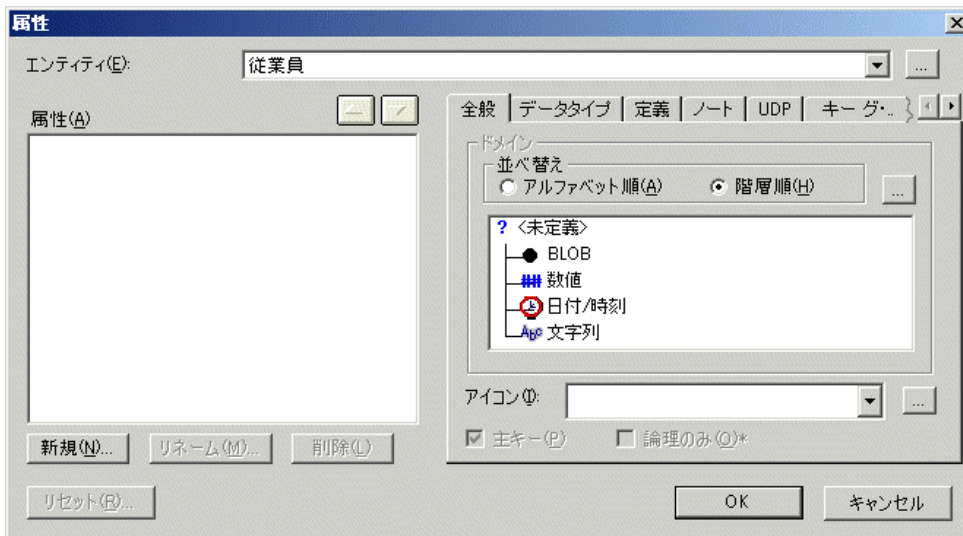 属性
エンティティ(E):
従業員
...
属性(A)
全般
データタイプ
定義
ノート
UDP
キー グ・..
ドメイン
並べ替え
アルファベット順(A)
階層順(H)
...
? <未定義>
BLOB
数値
日付/時刻
Abc 文字列
アイコン(I):
...
新規(N)...
リネーム(M)...
削除(L)
主キー(P)
論理のみ(O)*
リセット(R)...
OK
キャンセル